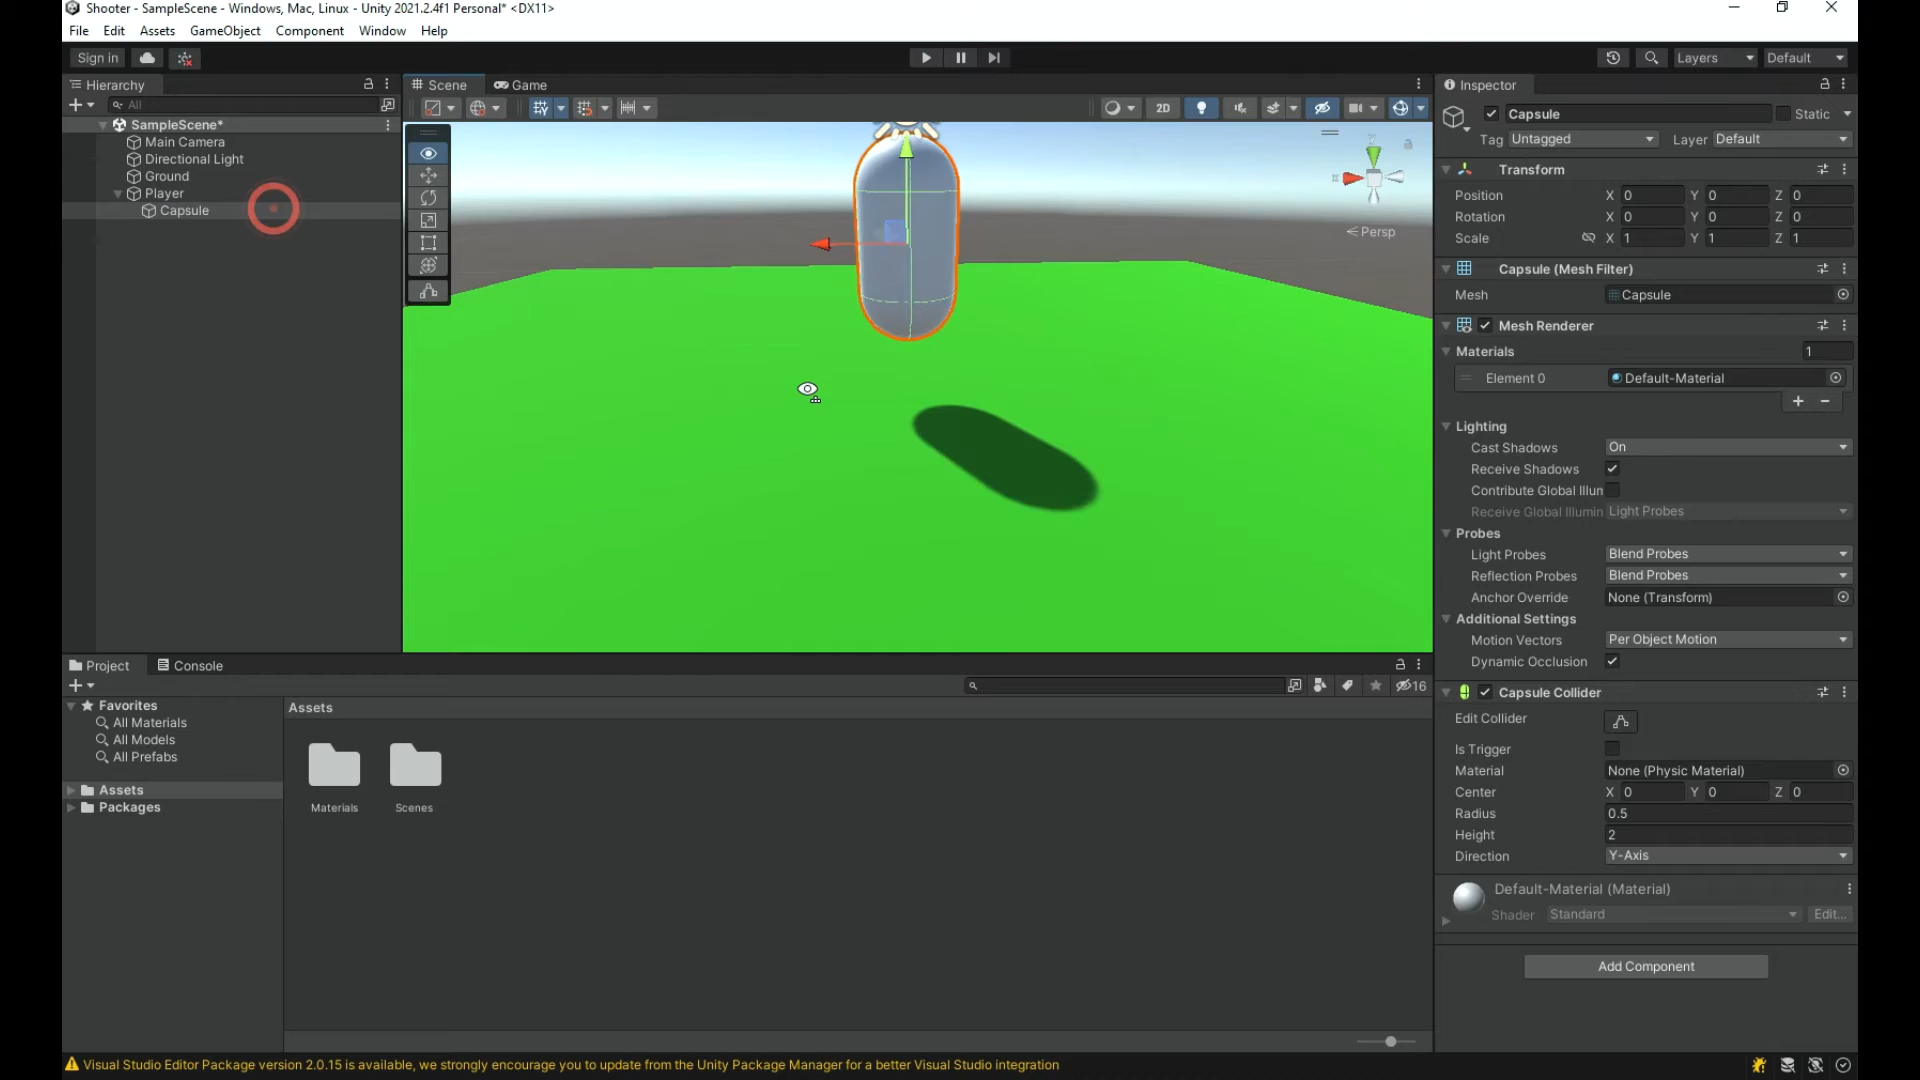 Shooter - SampleScene - Windows, Mac, Linux - Unity 2021.2.4f1 Personal* <DX11>
File Edit Assets GameObject Component Window Help
Sign in Layers Default
Hierarchy
All
SampleScene*
Main Camera
Directional Light
Ground
Player
Capsule
Scene Game
2D
Persp
Inspector
Capsule Static
Tag Untagged Layer Default
Transform
Position X 0 Y 0 Z 0
Rotation X 0 Y 0 Z 0
Scale X 1 Y 1 Z 1
Capsule (Mesh Filter)
Mesh Capsule
Mesh Renderer
Materials 1
Element 0 Default-Material
Lighting
Cast Shadows On
Receive Shadows
Contribute Global Illun
Receive Global Illumin Light Probes
Probes
Light Probes Blend Probes
Reflection Probes Blend Probes
Anchor Override None (Transform)
Additional Settings
Motion Vectors Per Object Motion
Dynamic Occlusion
Capsule Collider
Edit Collider
Is Trigger
Material None (Physic Material)
Center X 0 Y 0 Z 0
Radius 0.5
Height 2
Direction Y-Axis
Default-Material (Material)
Shader Standard Edit...
Add Component
Project Console
16
Favorites
All Materials
All Models
All Prefabs
Assets
Packages
Assets
Materials Scenes
Visual Studio Editor Package version 2.0.15 is available, we strongly encourage you to update from the Unity Package Manager for a better Visual Studio integration